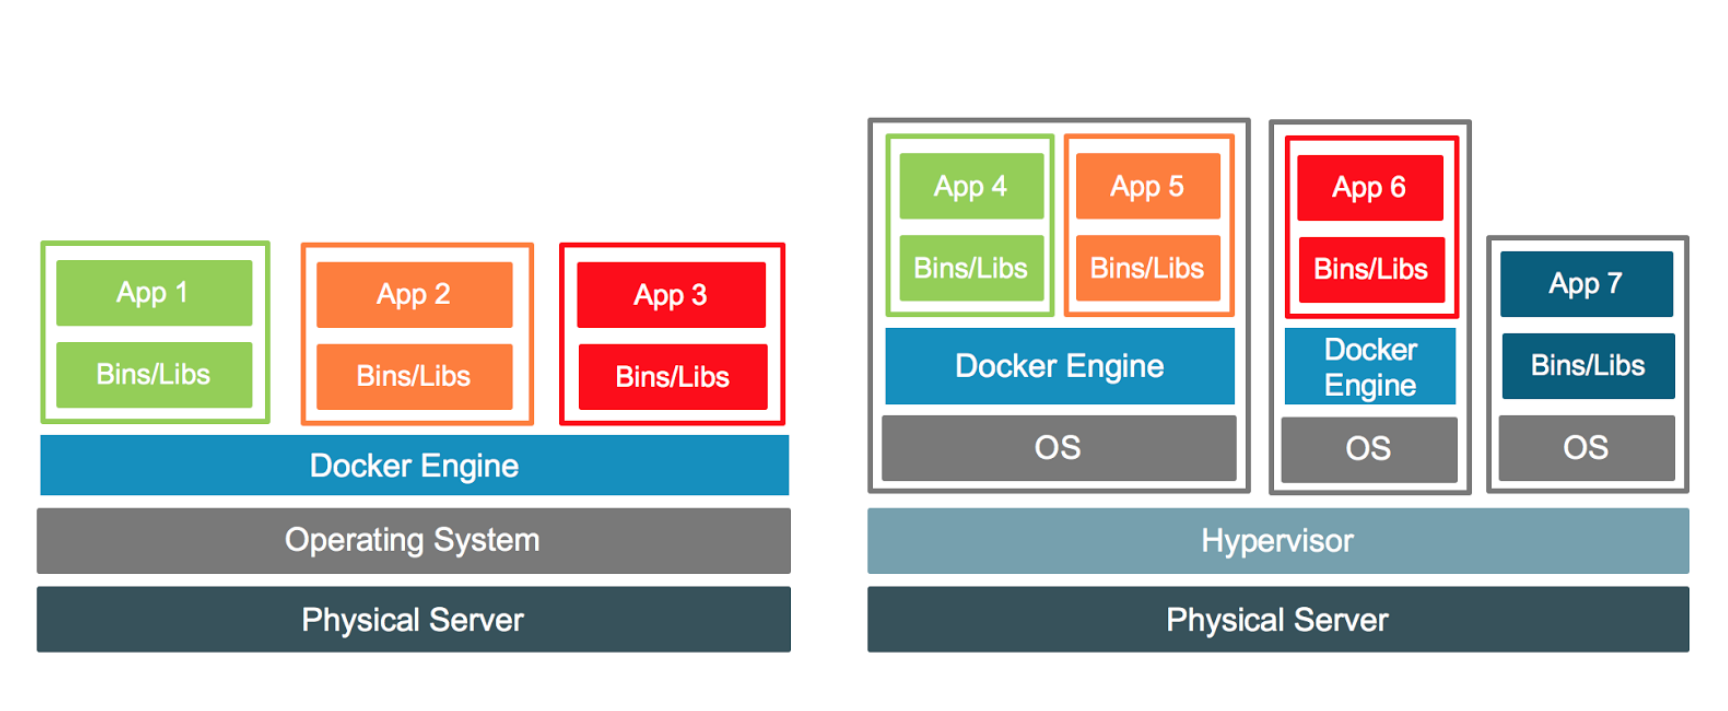 App 1
Bins/Libs
App 2
Bins/Libs
App 3
Bins/Libs
Docker Engine
Operating System
Physical Server
App 4
Bins/Libs
App 5
Bins/Libs
Docker Engine
OS
App 6
Bins/Libs
Docker
Engine
OS
App 7
Bins/Libs
OS
Hypervisor
Physical Server